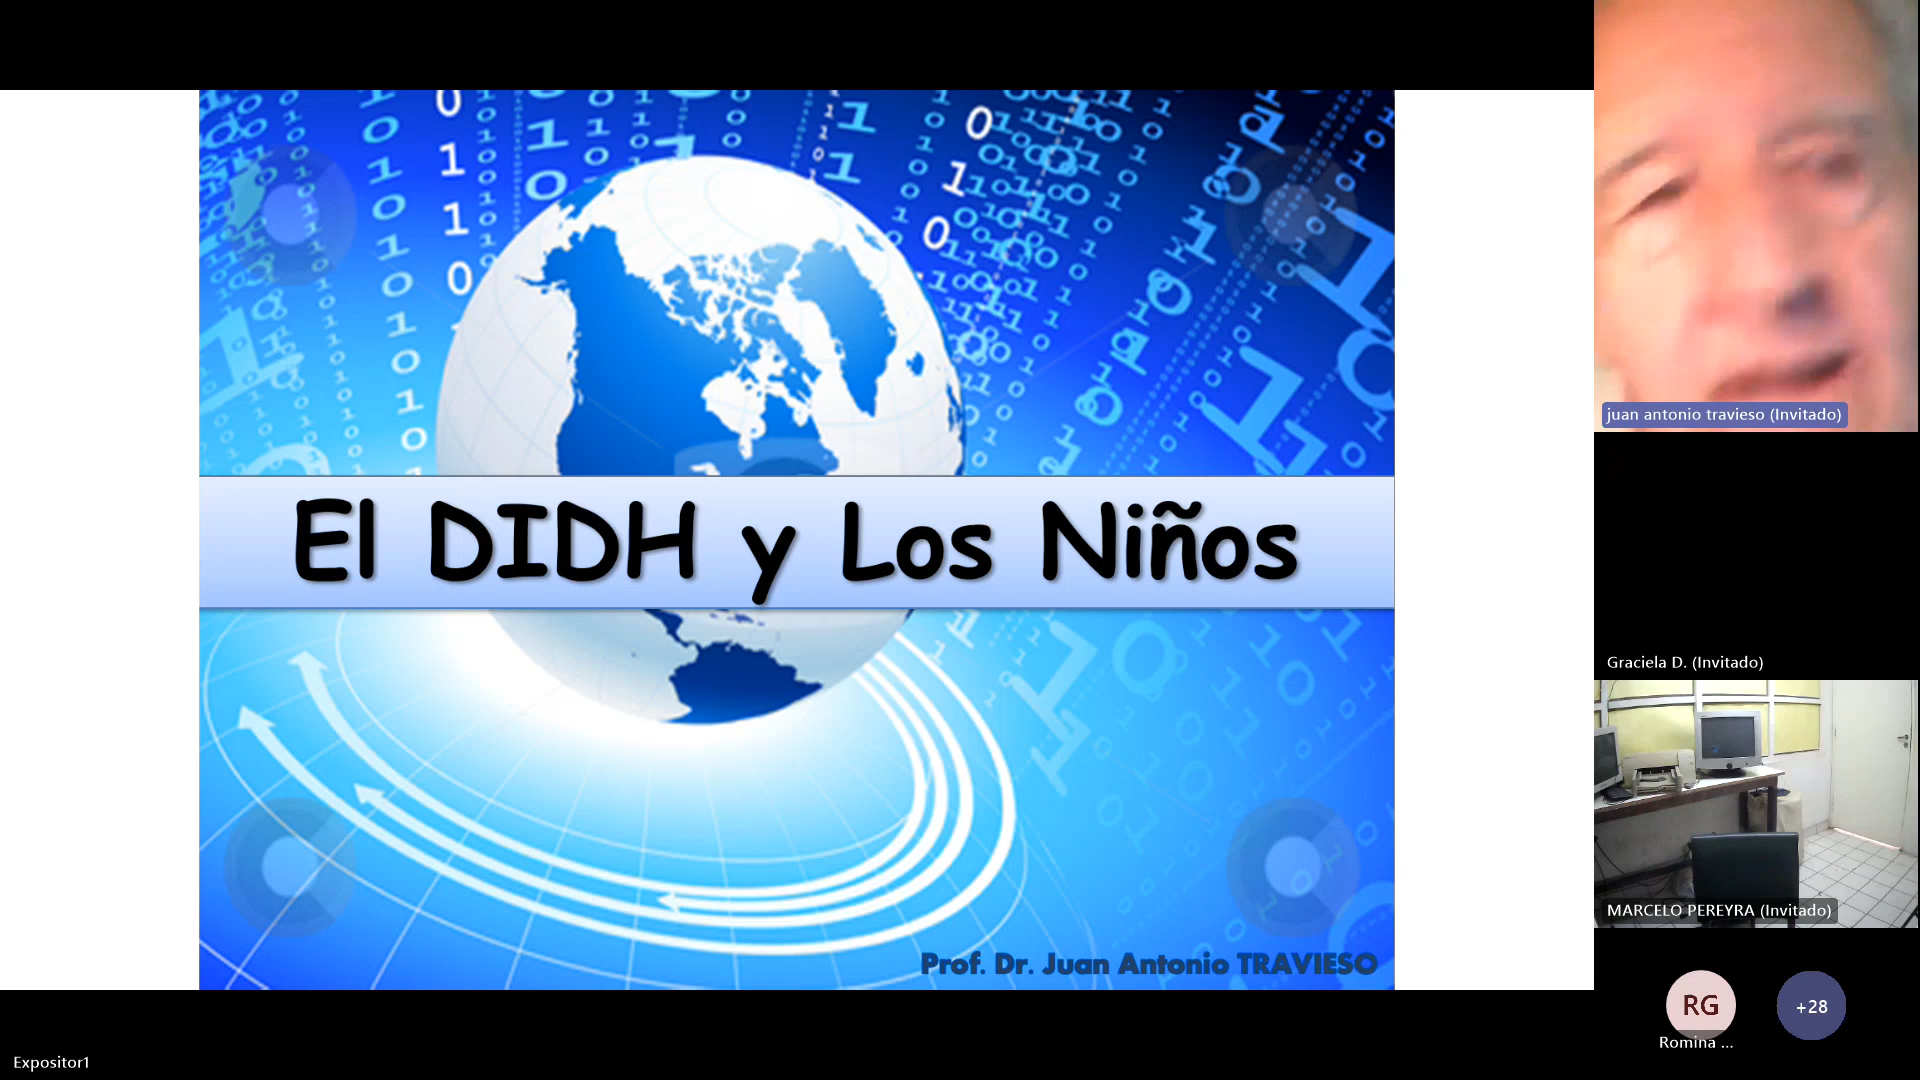 El DIDH y Los Niños
Prof. Dr. Juan Antonio TRAVIESO
Expositor1
juan antonio travieso (Invitado)
Graciela D. (Invitado)
MARCELO PEREYRA (Invitado)
RG
+28
Romina ...